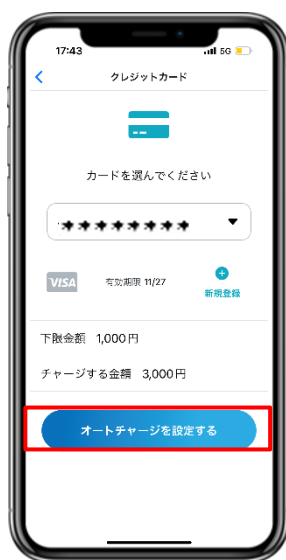 17:43
5G
クレジットカード
カードを選んでください
********
VISA
有効期限 11/27
新規登録
下限金額 1,000円
チャージする金額 3,000円
オートチャージを設定する